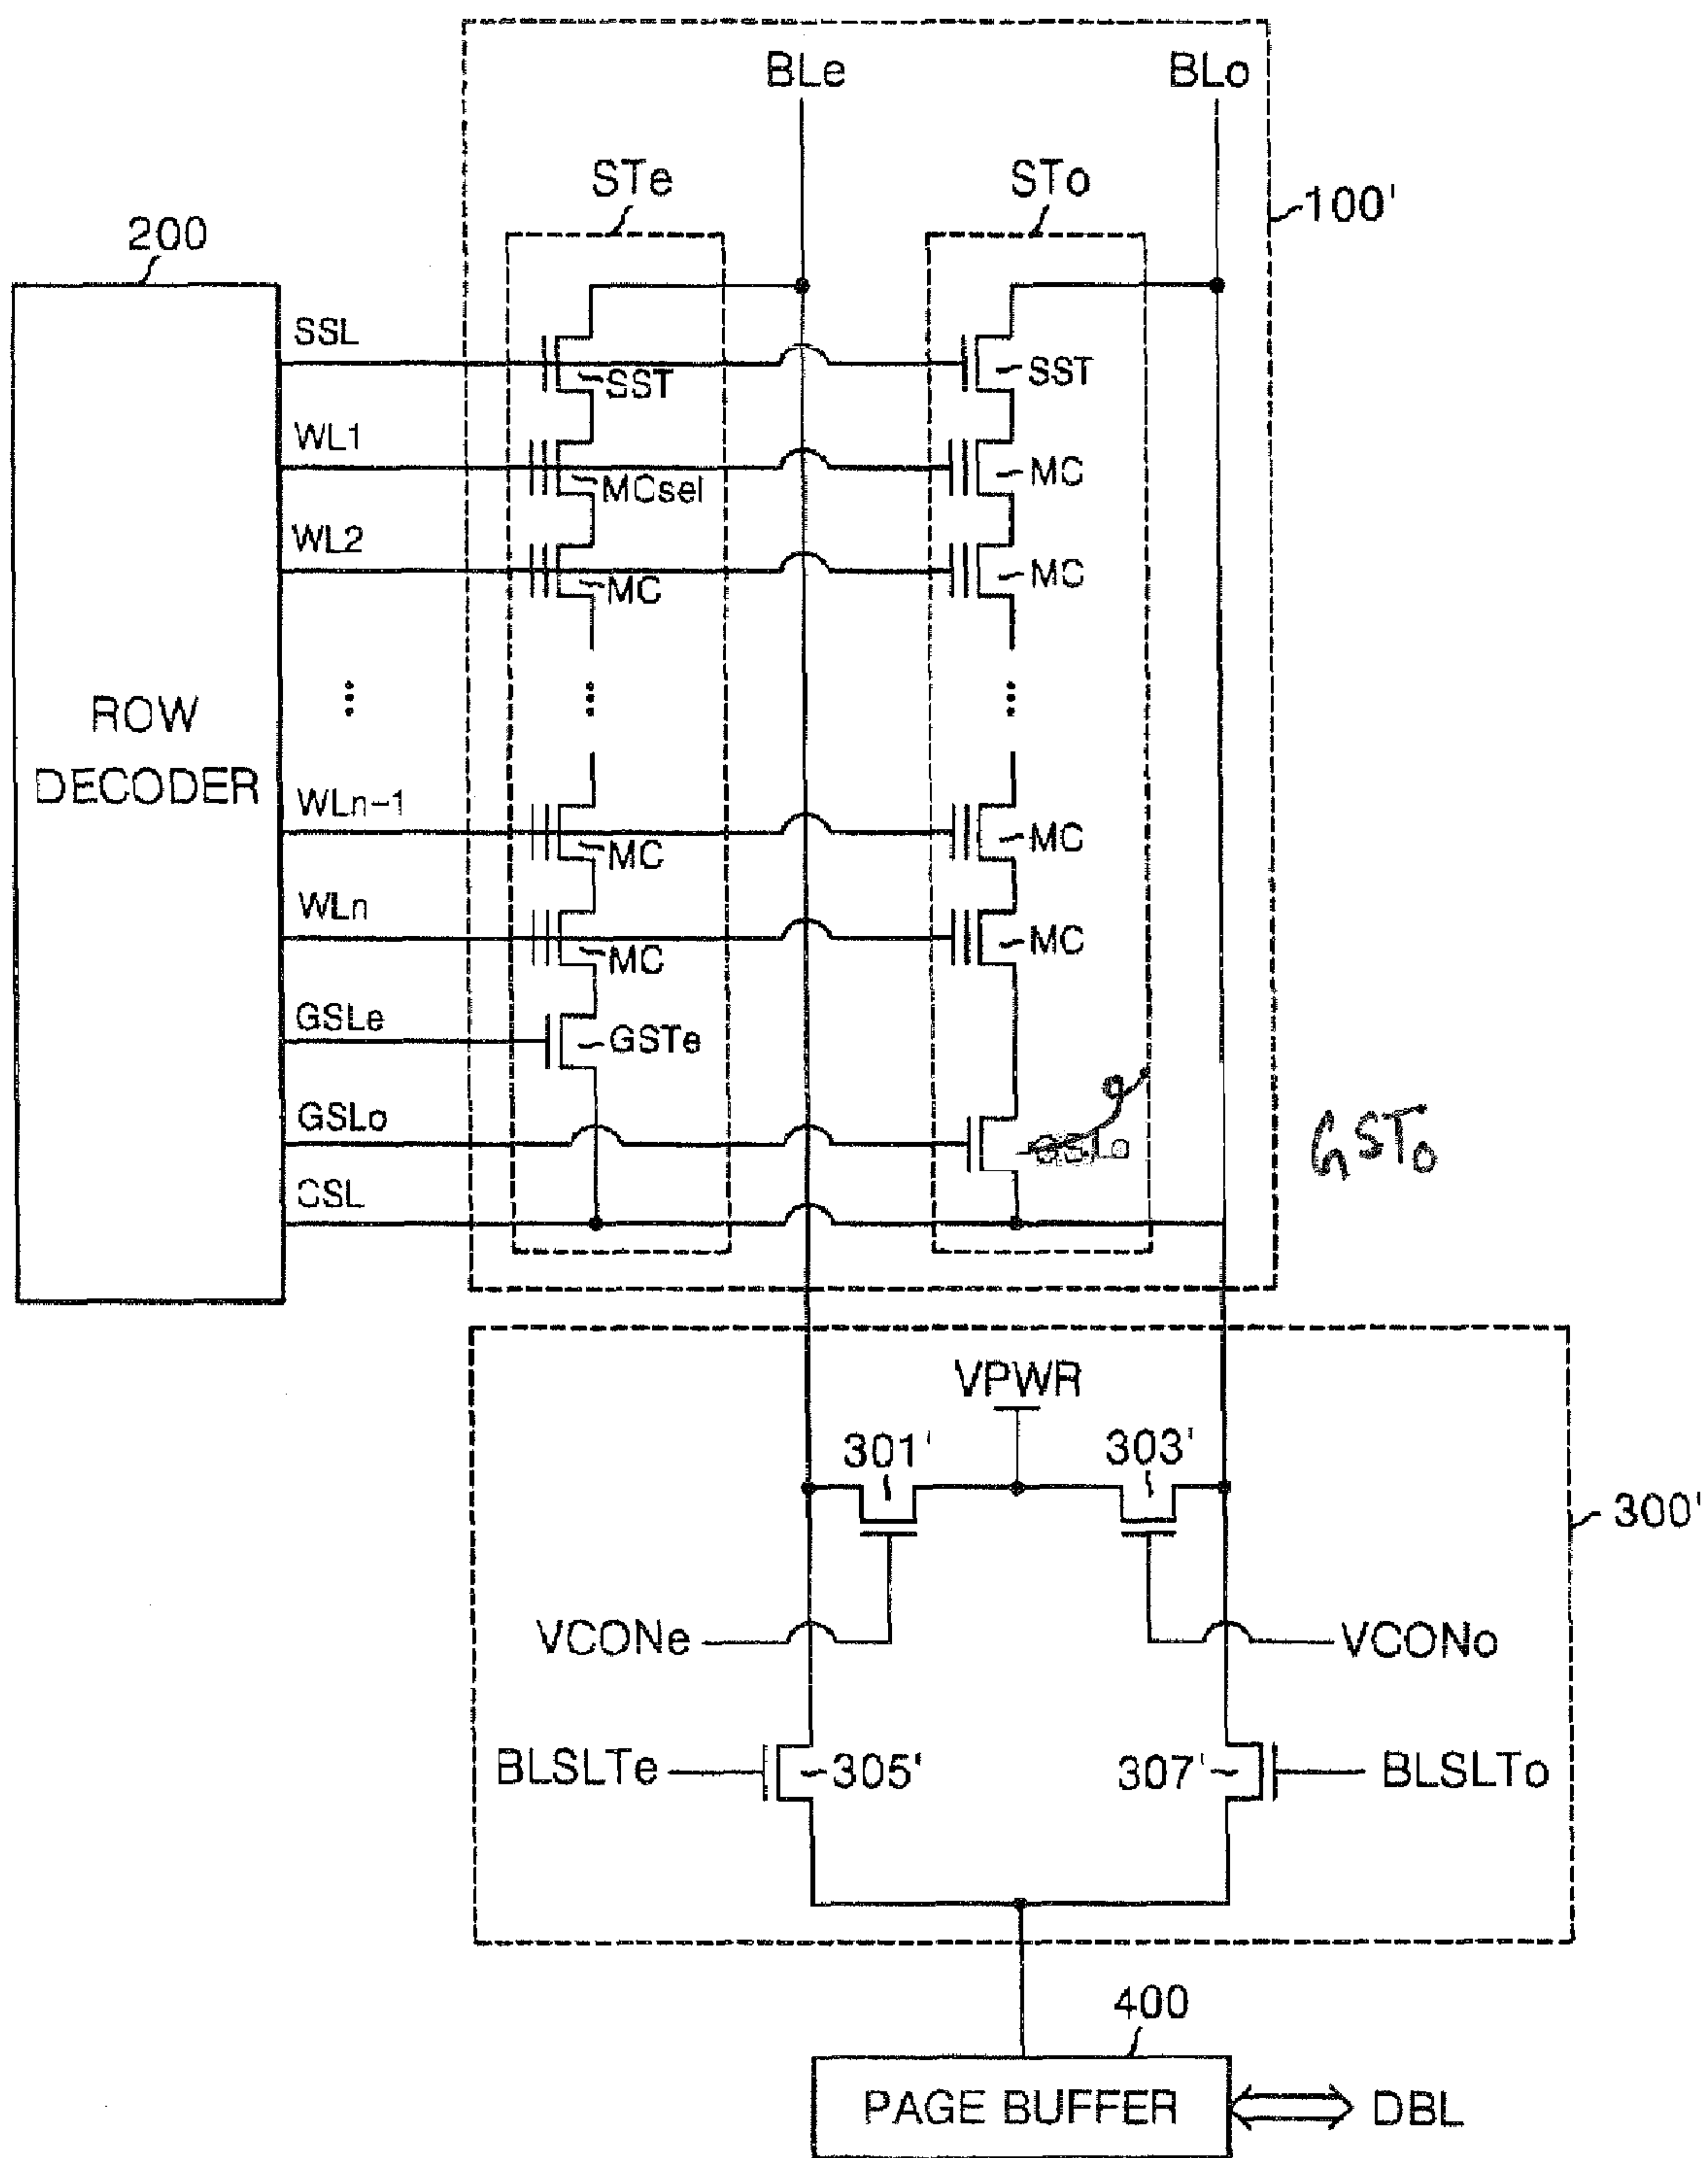 BLe BLo
STe STo
100'
200
SSL
SST SST
WL1
MCsel MC
WL2
MC MC
ROW
DECODER
WLn-1
MC MC
WLn
MC MC
GSLe
GSTe
GSLo
GSLo
GSTo
CSL
VPWR
301' 303'
300'
VCONe VCONo
BLSLTe 305' 307' BLSLTo
400
PAGE BUFFER DBL